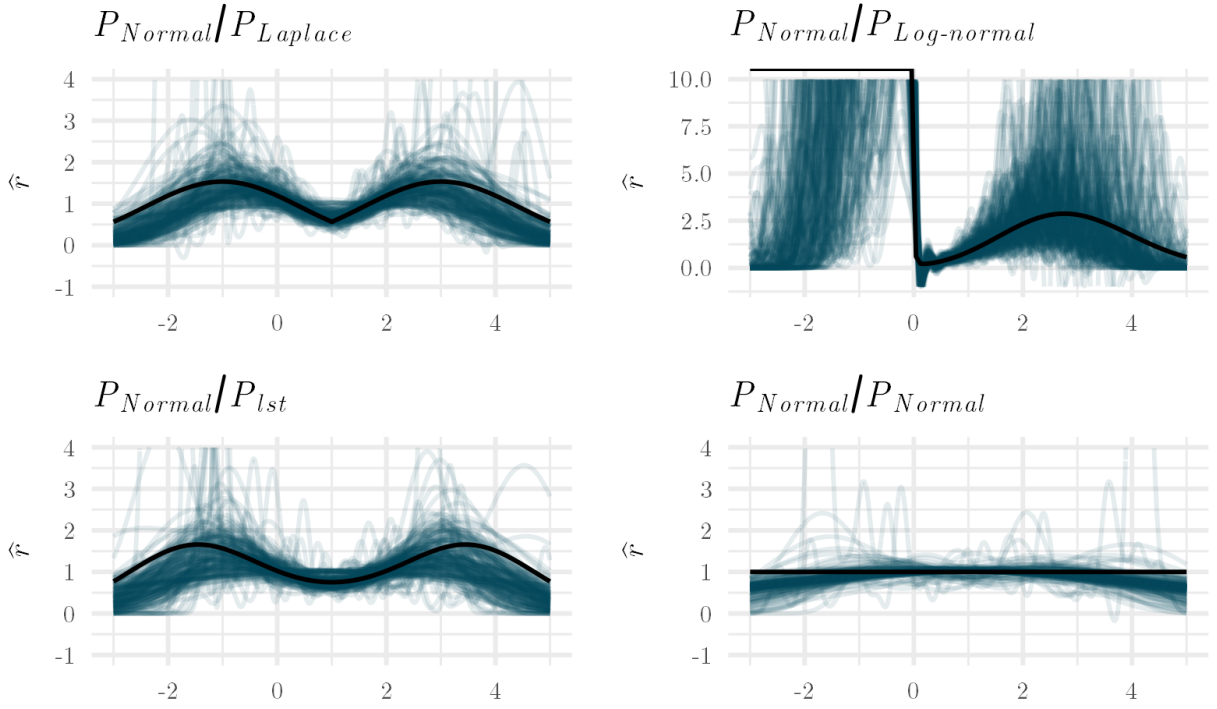 P_Normal/P_Laplace
4
3
2
1
0
-1
r̂
-2 0 2 4
P_Normal/P_Log-normal
10.0
7.5
5.0
2.5
0.0
r̂
-2 0 2 4
P_Normal/P_lst
4
3
2
1
0
-1
r̂
-2 0 2 4
P_Normal/P_Normal
4
3
2
1
0
-1
r̂
-2 0 2 4